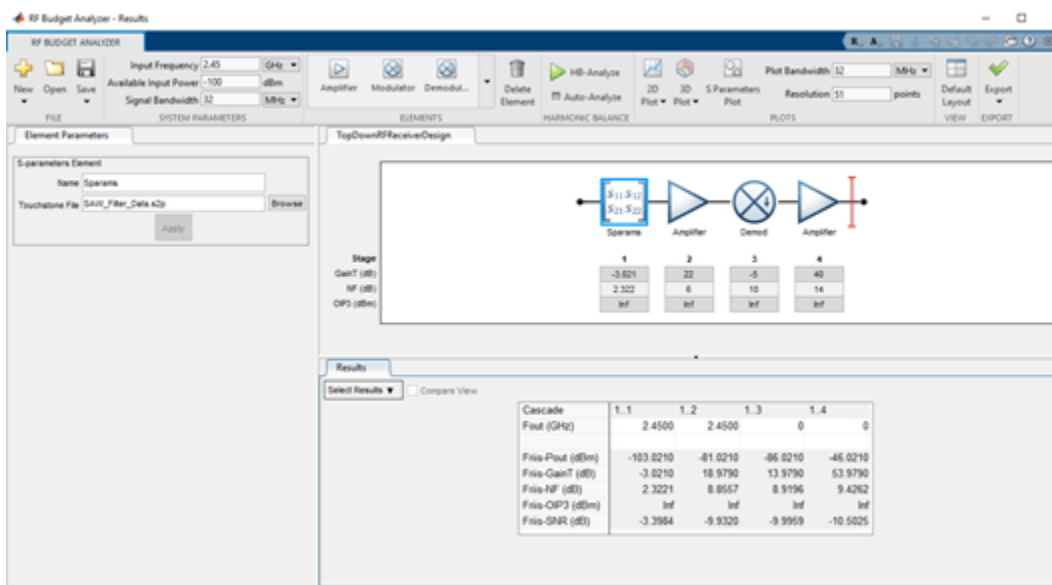 RF Budget Analyzer - Results
RF BUDGET ANALYZER
New
Open
Save
Input Frequency 2.45 GHz
Available Input Power -100 dBm
Signal Bandwidth 32 MHz
Amplifier
Modulator
Demodul...
Delete Element
HB-Analyze
Auto-Analyze
2D Plot
3D Plot
S Parameters Plot
Plot Bandwidth 32 MHz
Resolution 51 points
Default Layout
Export
FILE
SYSTEM PARAMETERS
ELEMENTS
HARMONIC BALANCE
PLOTS
VIEW
EXPORT
Element Parameters
S-parameters Element
Name Sparams
Touchstone File SAW_Filter_Data.s2p Browse
Apply
TopDownRFReceiverDesign
S11 S12
S21 S22
Sparams Amplifier Demod Amplifier
Stage 1 2 3 4
GainT (dB) -3.021 22 -5 40
NF (dB) 2.322 6 10 14
OIP3 (dBm) Inf Inf Inf Inf
Results
Select Results Compare View
Cascade 1..1 1..2 1..3 1..4
Fout (GHz) 2.4500 2.4500 0 0
Friis-Pout (dBm) -103.0210 -81.0210 -86.0210 -46.0210
Friis-GainT (dB) -3.0210 18.9790 13.9790 53.9790
Friis-NF (dB) 2.3221 8.8557 8.9196 9.4262
Friis-OIP3 (dBm) Inf Inf Inf Inf
Friis-SNR (dB) -3.3984 -9.9320 -9.9959 -10.5025